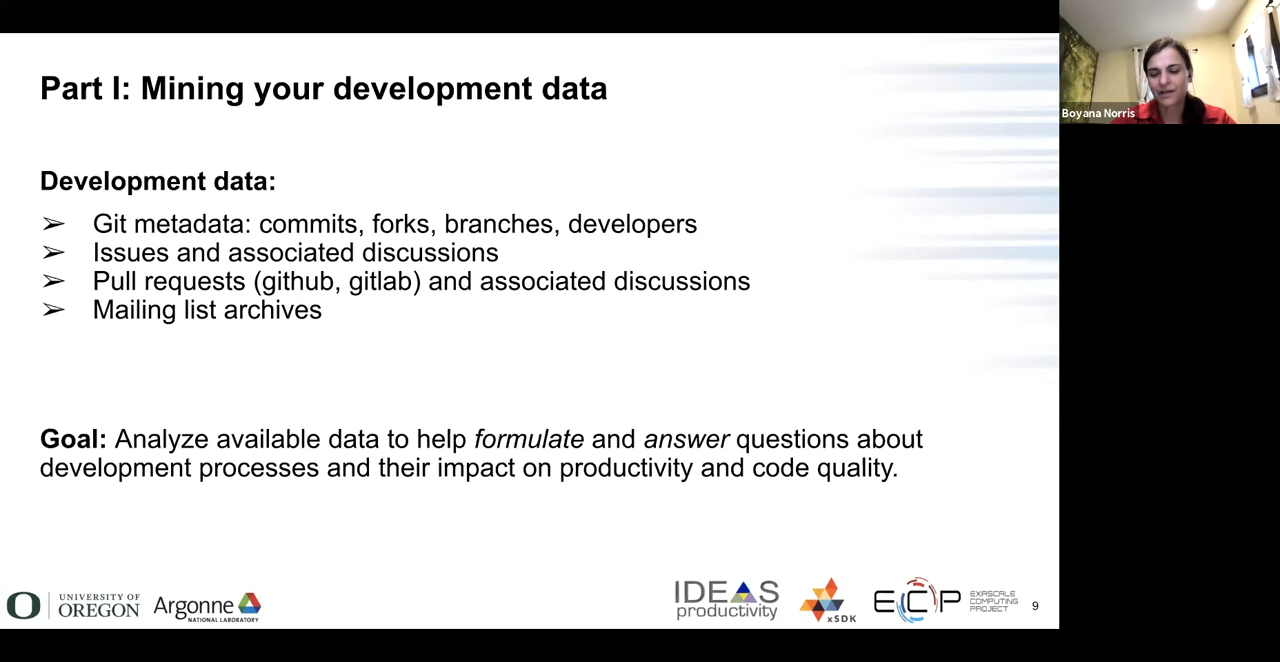 Part I: Mining your development data
Boyana Norris
Development data:
➢ Git metadata: commits, forks, branches, developers
➢ Issues and associated discussions
➢ Pull requests (github, gitlab) and associated discussions
➢ Mailing list archives
Goal: Analyze available data to help formulate and answer questions about
development processes and their impact on productivity and code quality.
UNIVERSITY OF
OREGON
Argonne
NATIONAL LABORATORY
IDEAS
productivity
xSDK
ECP
EXASCALE
COMPUTING
PROJECT
9